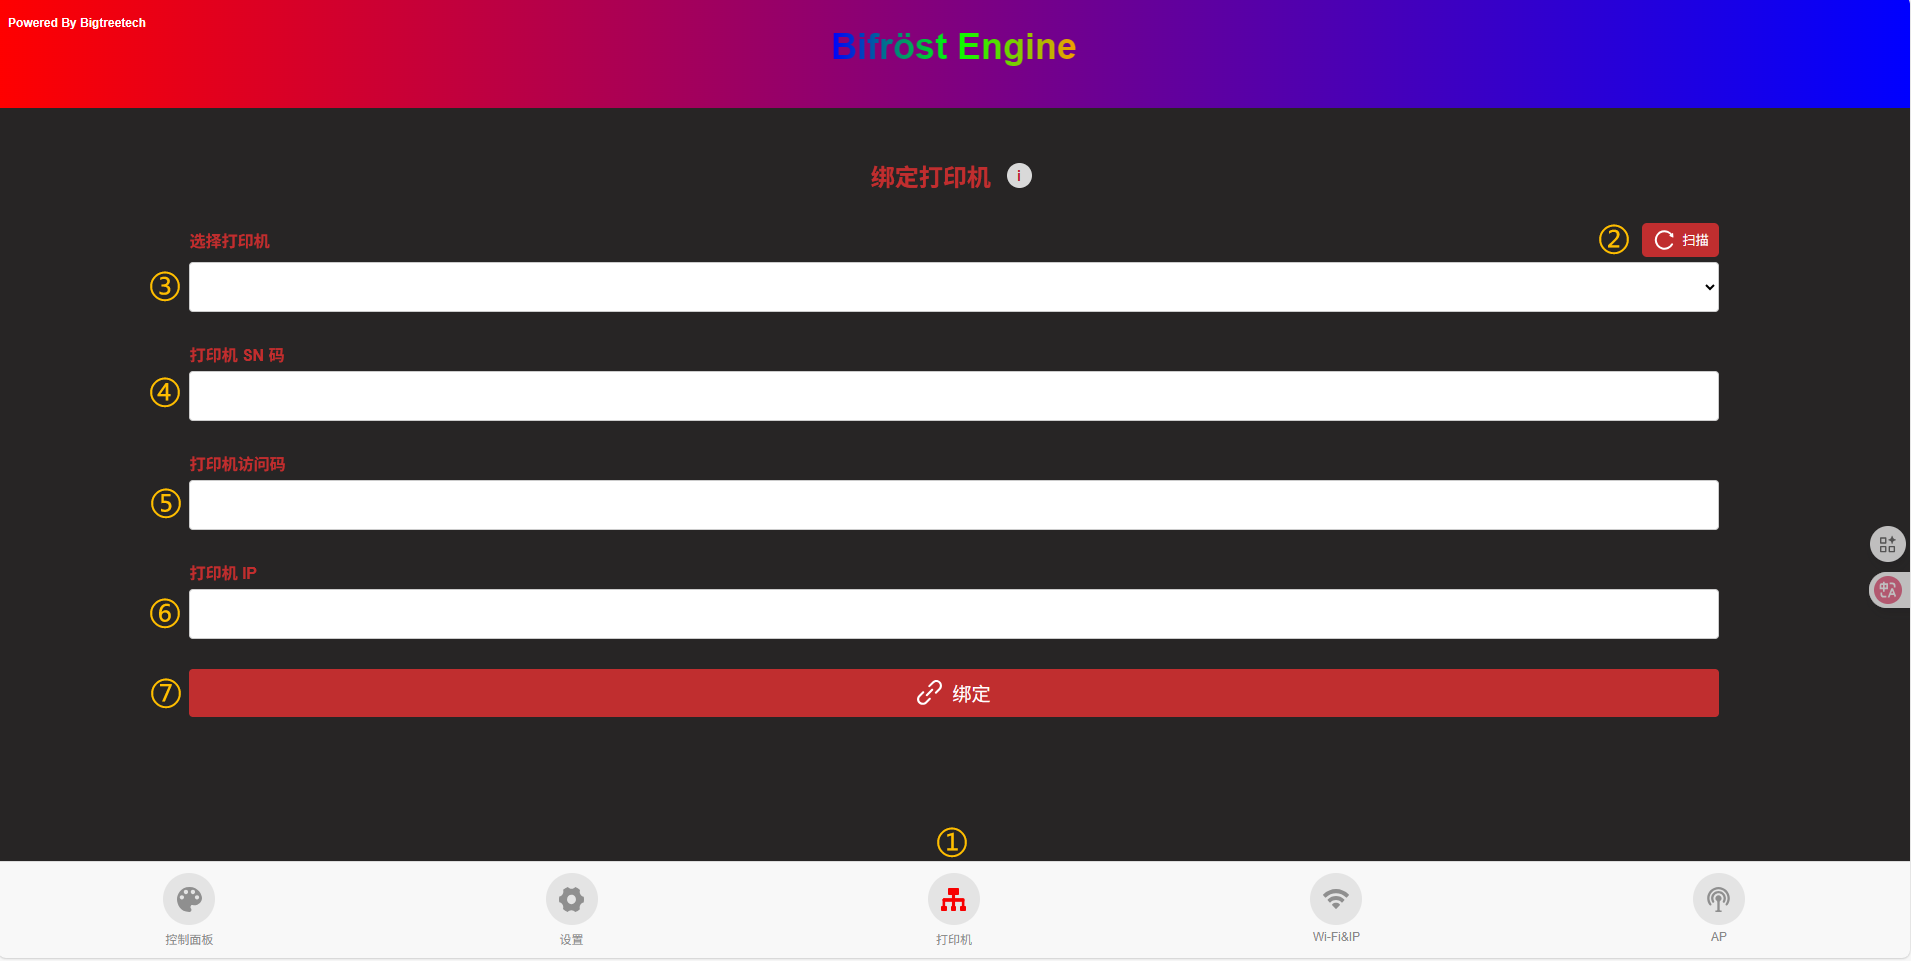 Powered By Bigtreetech
Bifröst Engine
绑定打印机 i
选择打印机
② 扫描
③
打印机 SN 码
④
打印机访问码
⑤
打印机 IP
⑥
⑦ 绑定
①
控制面板
设置
打印机
Wi-Fi&IP
AP
中A